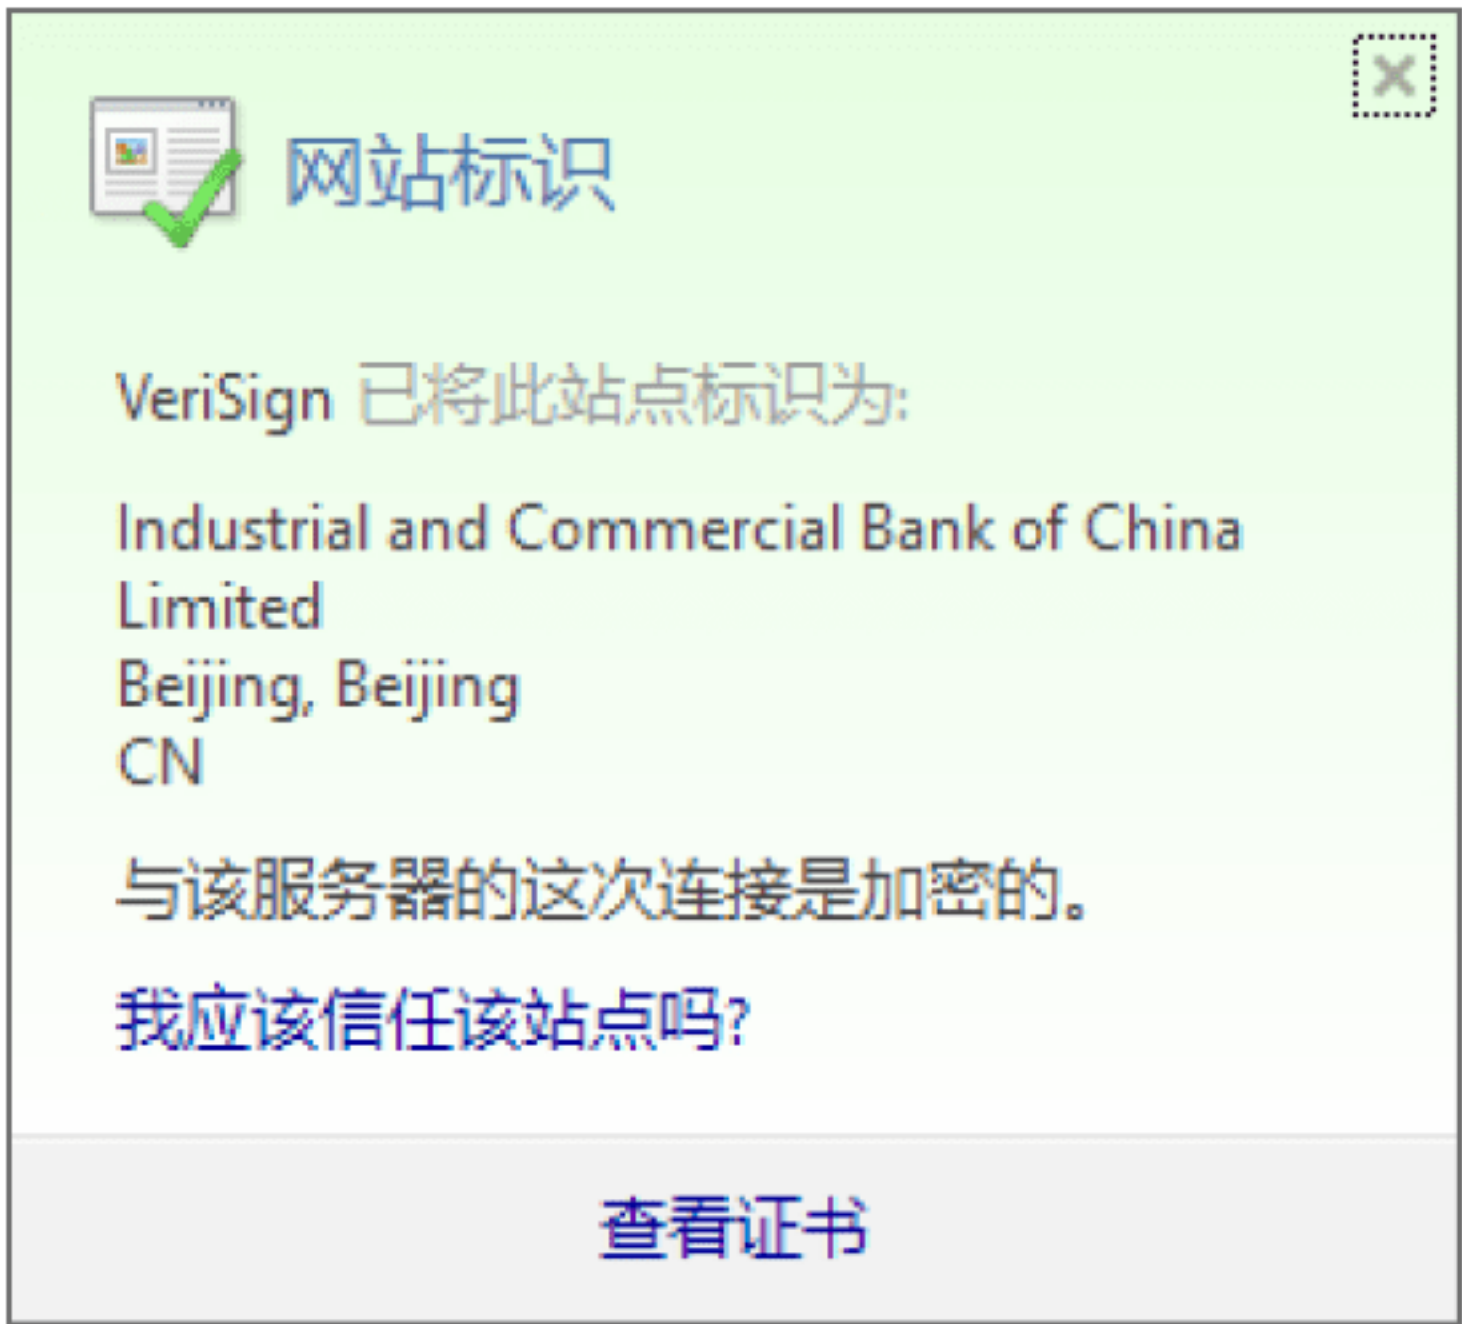 网站标识
VeriSign 已将此站点标识为:
Industrial and Commercial Bank of China
Limited
Beijing, Beijing
CN
与该服务器的这次连接是加密的。
我应该信任该站点吗?
查看证书